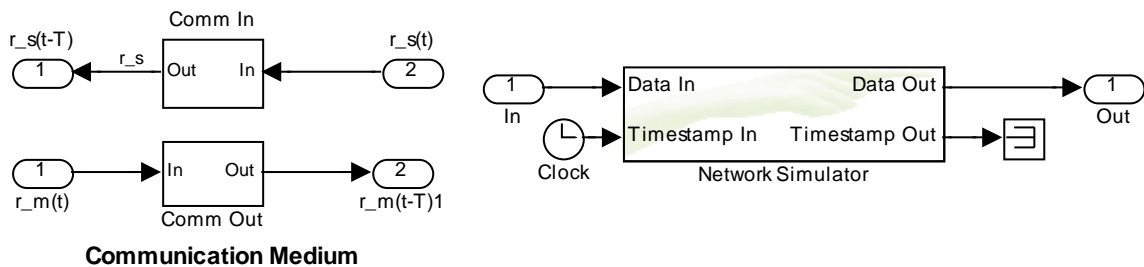 Comm In
r_s(t-T)
r_s
r_s(t)
1
Out
In
2
1
In
Out
2
r_m(t)
Comm Out
r_m(t-T)1
Communication Medium
1
In
Data In
Data Out
1
Out
Timestamp In
Timestamp Out
Clock
Network Simulator